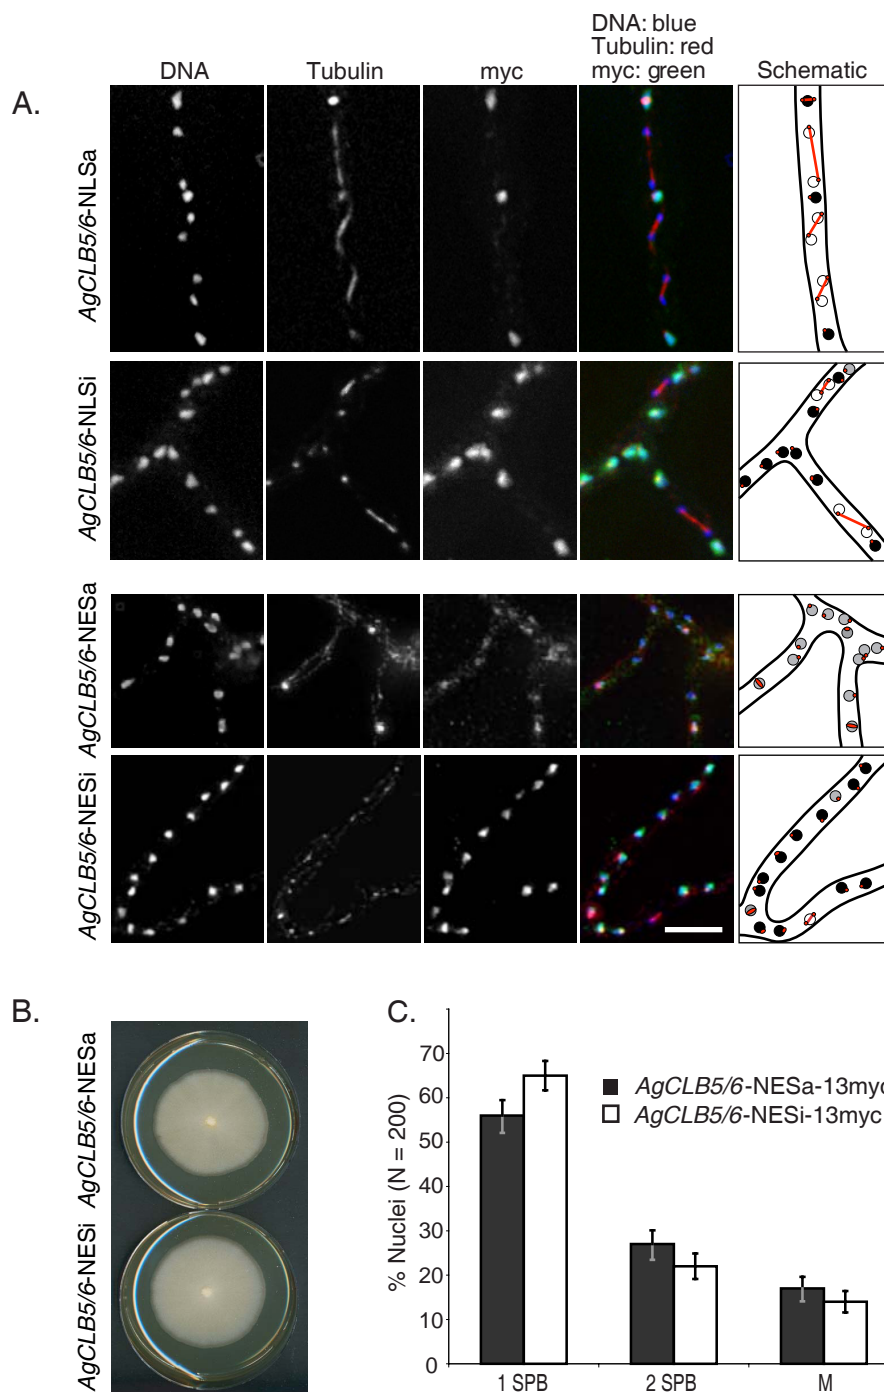 DNA: blue
Tubulin: red
myc: green
DNA
Tubulin
myc
Schematic
A.
AgCLB5/6-NLSa
AgCLB5/6-NLSi
AgCLB5/6-NESa
AgCLB5/6-NESi
B.
AgCLB5/6-NESa
AgCLB5/6-NESi
C.
% Nuclei (N = 200)
70
60
50
40
30
20
10
0
AgCLB5/6-NESa-13myc
AgCLB5/6-NESi-13myc
1 SPB
2 SPB
M